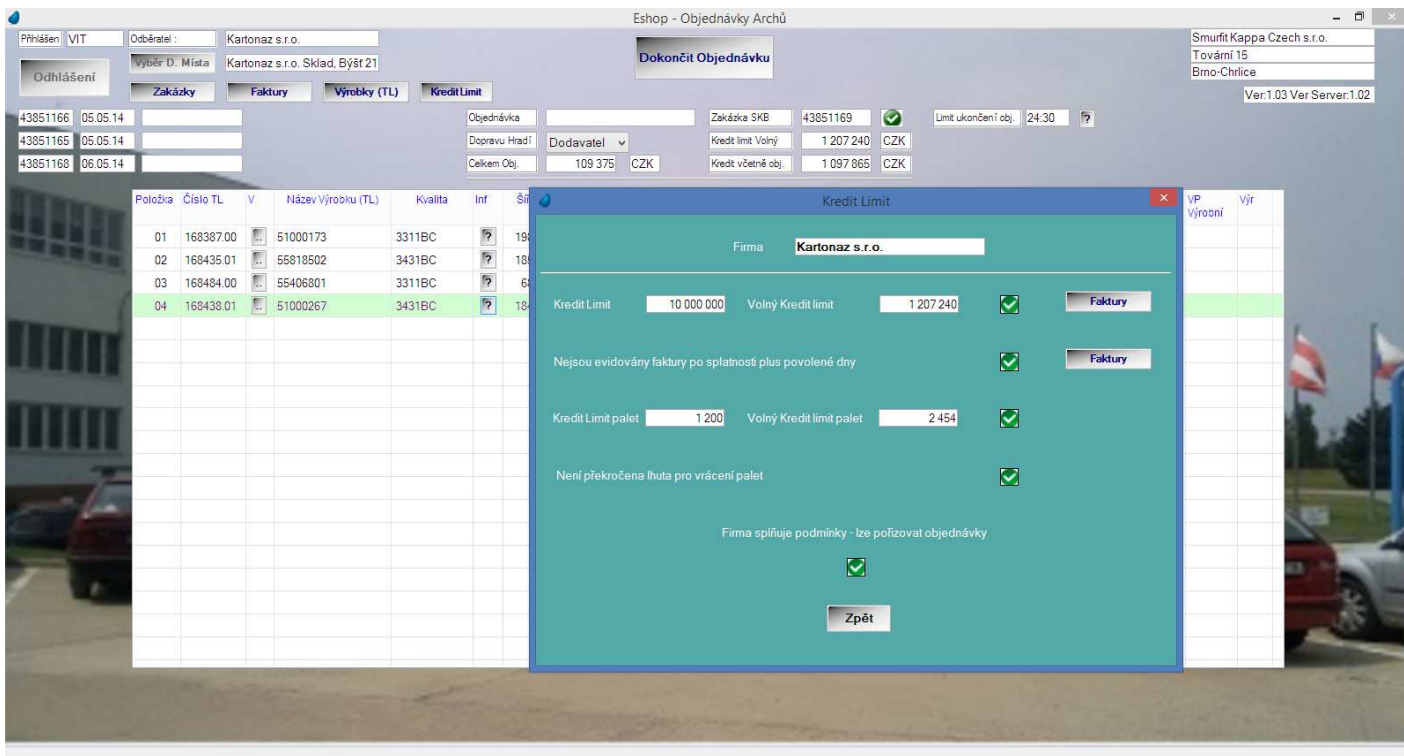 Eshop - Objednávky Archů
Přihlášen VIT Odběratel : Kartonaz s.r.o. Dokončit Objednávku Smurfit Kappa Czech s.r.o.
Odhlášení Výběr D. Místa Kartonaz s.r.o. Sklad, Býšť 21 Tovární 15
Brno-Chrlice
Zakázky Faktury Výrobky (TL) Kredit Limit Ver:1.03 Ver Server:1.02
43851166 05.05.14 Objednávka Zakázka SKB 43851169 Limit ukončení obj. 24:30 ?
43851165 05.05.14 Dopravu Hradí Dodavatel Kredit limit Volný 1 207 240 CZK
43851168 06.05.14 Celkem Obj. 109 375 CZK Kredit včetně obj. 1 097 865 CZK
Položka Číslo TL V Název Výrobku (TL) Kvalita Inf VP Výr
Výrobní
01 168387.00 .. 51000173 3311BC ?
02 168435.01 .. 55818502 3431BC ?
03 168484.00 .. 55406801 3311BC ?
04 168438.01 .. 51000267 3431BC ?
Kredit Limit
Firma Kartonaz s.r.o.
Kredit Limit 10 000 000 Volný Kredit limit 1 207 240 Faktury
Nejsou evidovány faktury po splatnosti plus povolené dny Faktury
Kredit Limit palet 1 200 Volný Kredit limit palet 2 454
Není překročena lhuta pro vrácení palet
Firma splňuje podmínky - lze pořizovat objednávky
Zpět